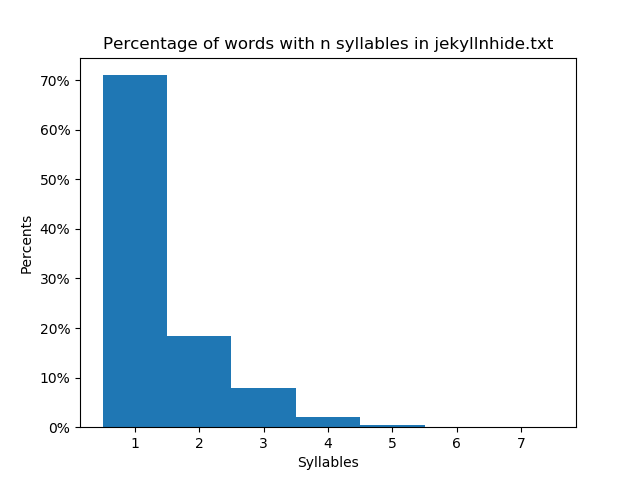 Percentage of words with n syllables in jekyllnhide.txt
70%
60%
50%
40%
30%
20%
10%
0%
Percents
1 2 3 4 5 6 7
Syllables